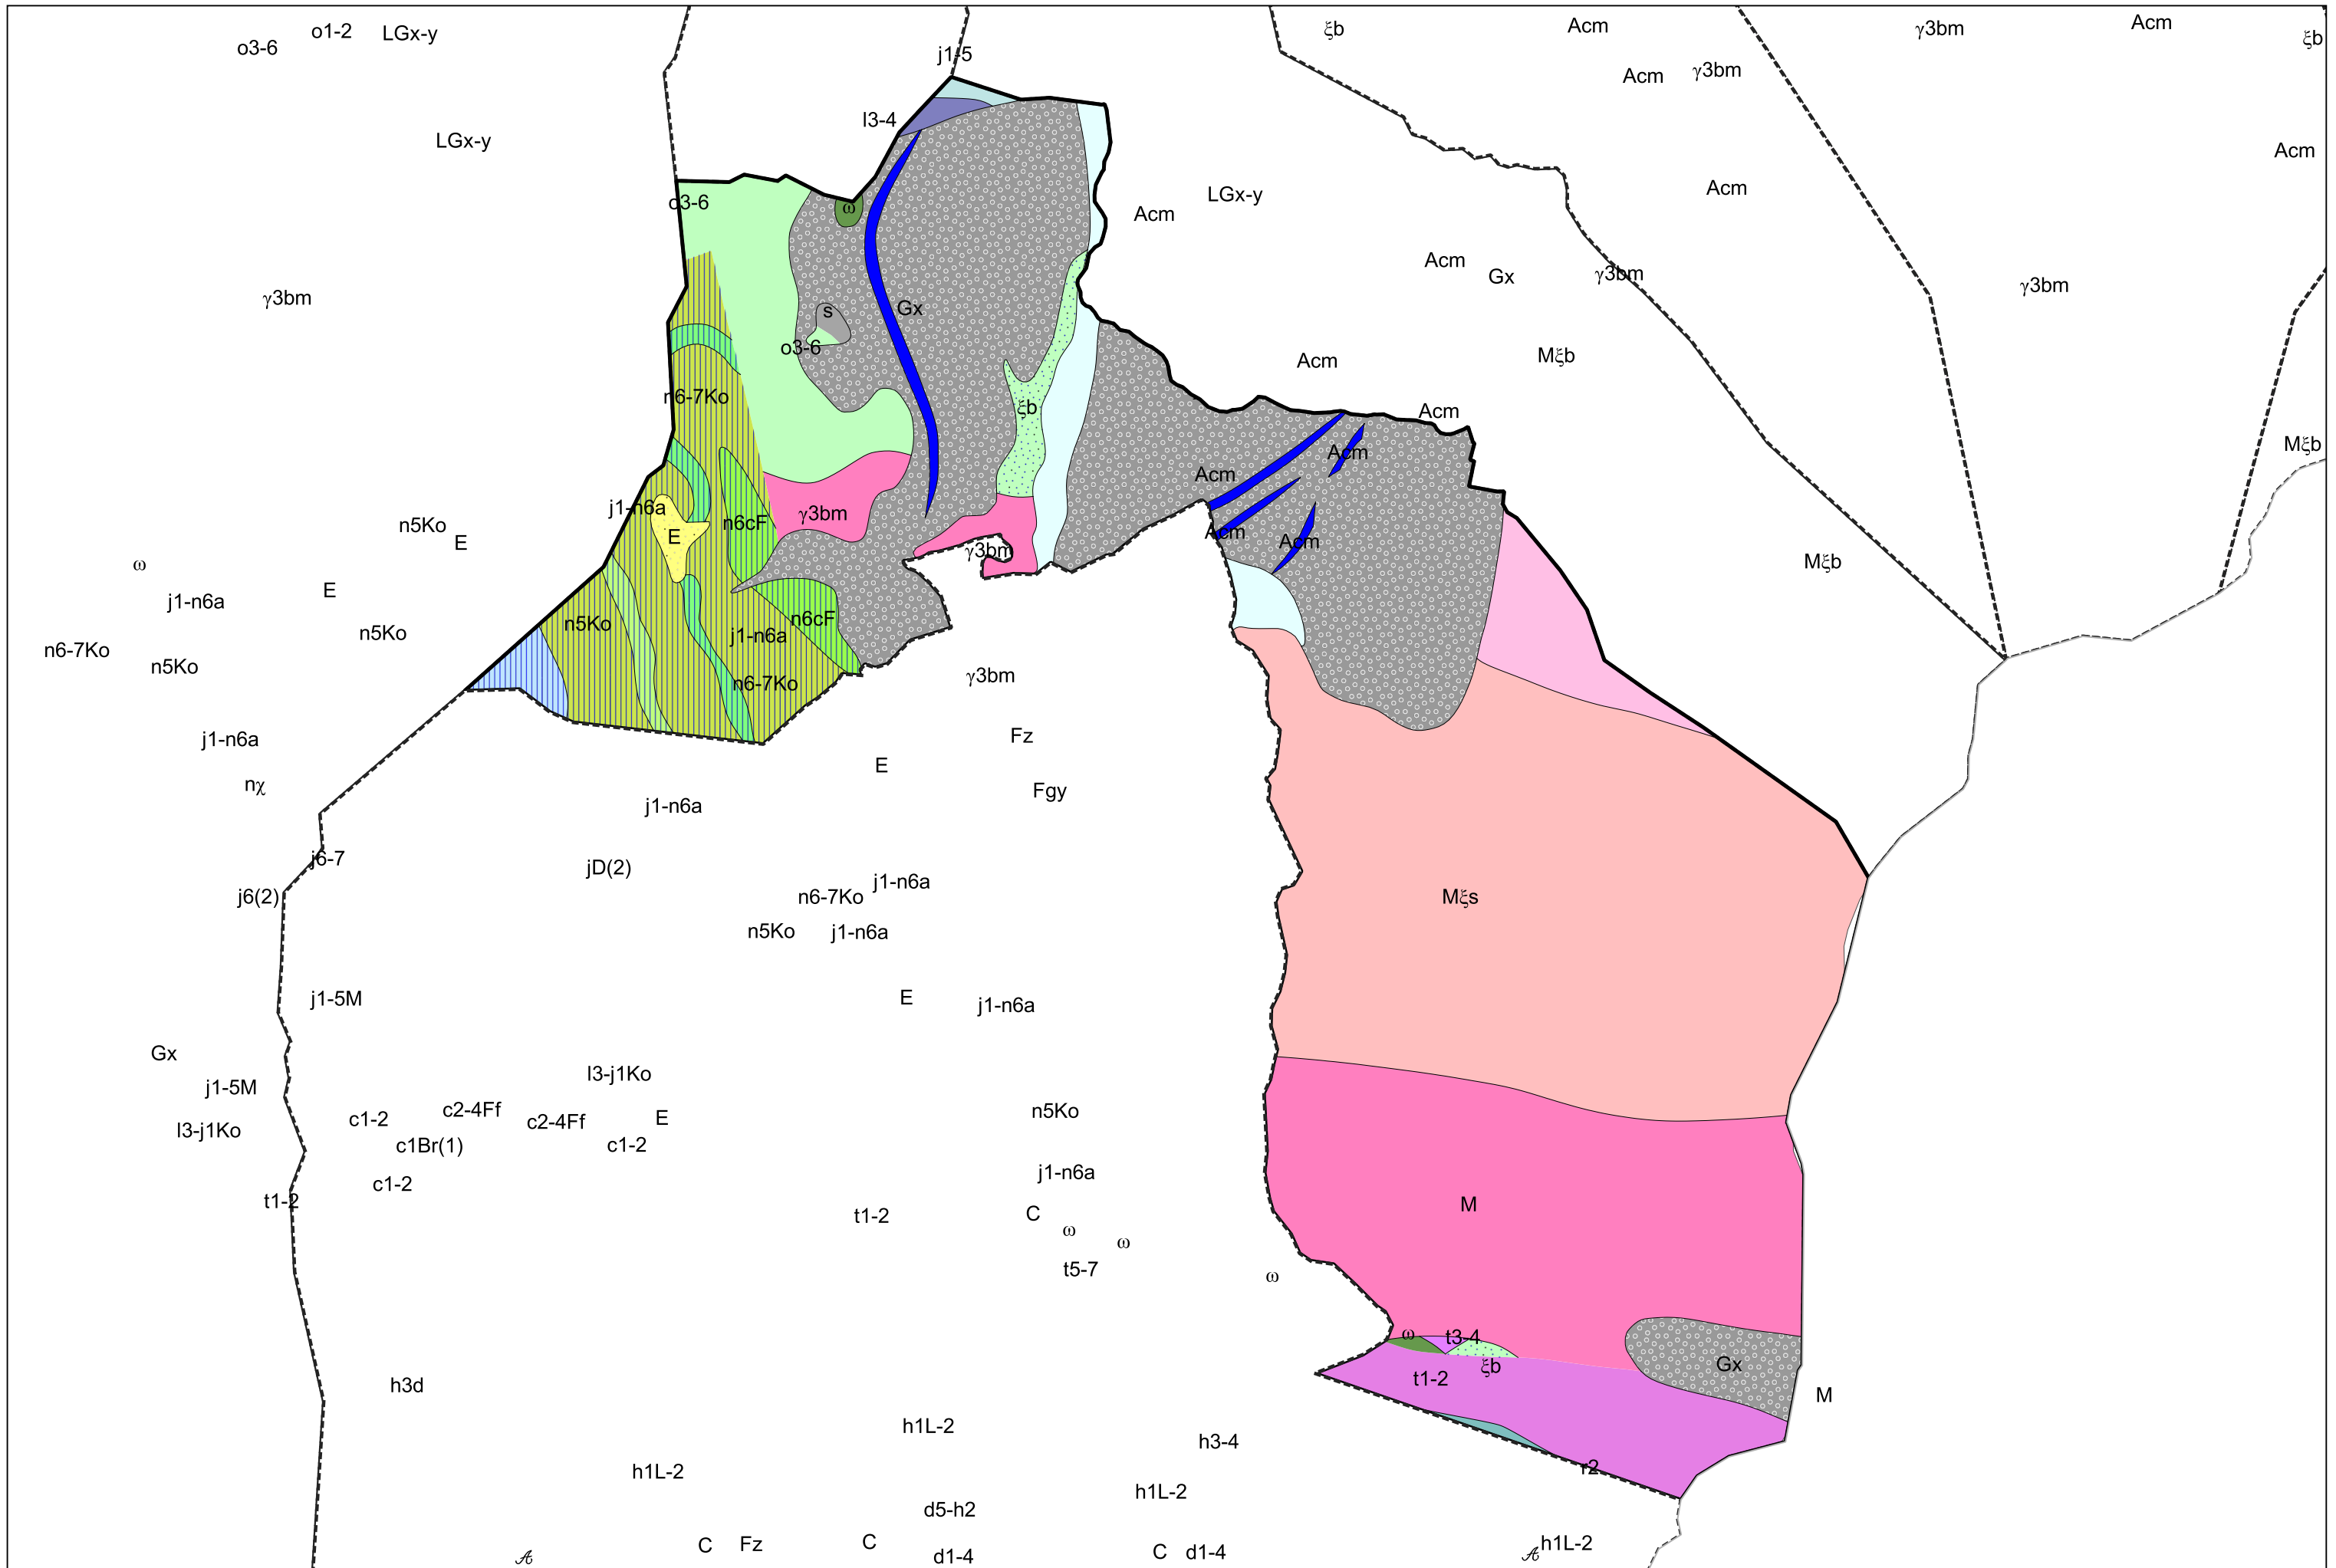 o3-6 o1-2 LGx-y j1-5 ξb Acm γ3bm Acm ξb
Acm γ3bm
l3-4
LGx-y Acm
o3-6 ω Acm LGx-y Acm
γ3bm Gx s Acm Gx γ3bm γ3bm
o3-6 Acm Mξb
n6-7Ko ξb Acm
Acm Acm Mξb
j1-n6a γ3bm
n5Ko E E n6cF Acm Acm
ω γ3bm Mξb
j1-n6a E n5Ko n6cF
n6-7Ko n5Ko n5Ko j1-n6a
n6-7Ko γ3bm
j1-n6a Fz
nχ E Fgy
j1-n6a
j6-7 jD(2)
j6(2) n6-7Ko j1-n6a Mξs
n5Ko j1-n6a
j1-5M E j1-n6a
Gx
j1-5M l3-j1Ko
l3-j1Ko c1-2 c2-4Ff c2-4Ff E n5Ko
c1Br(1) c1-2
c1-2 j1-n6a
t1-2 t1-2 C M
ω ω
t5-7 ω
ω t3-4
h3d t1-2 ξb Gx
M
h1L-2 h3-4
h1L-2 r2
h1L-2
d5-h2
𝒜 C Fz C d1-4 C d1-4 𝒜 h1L-2